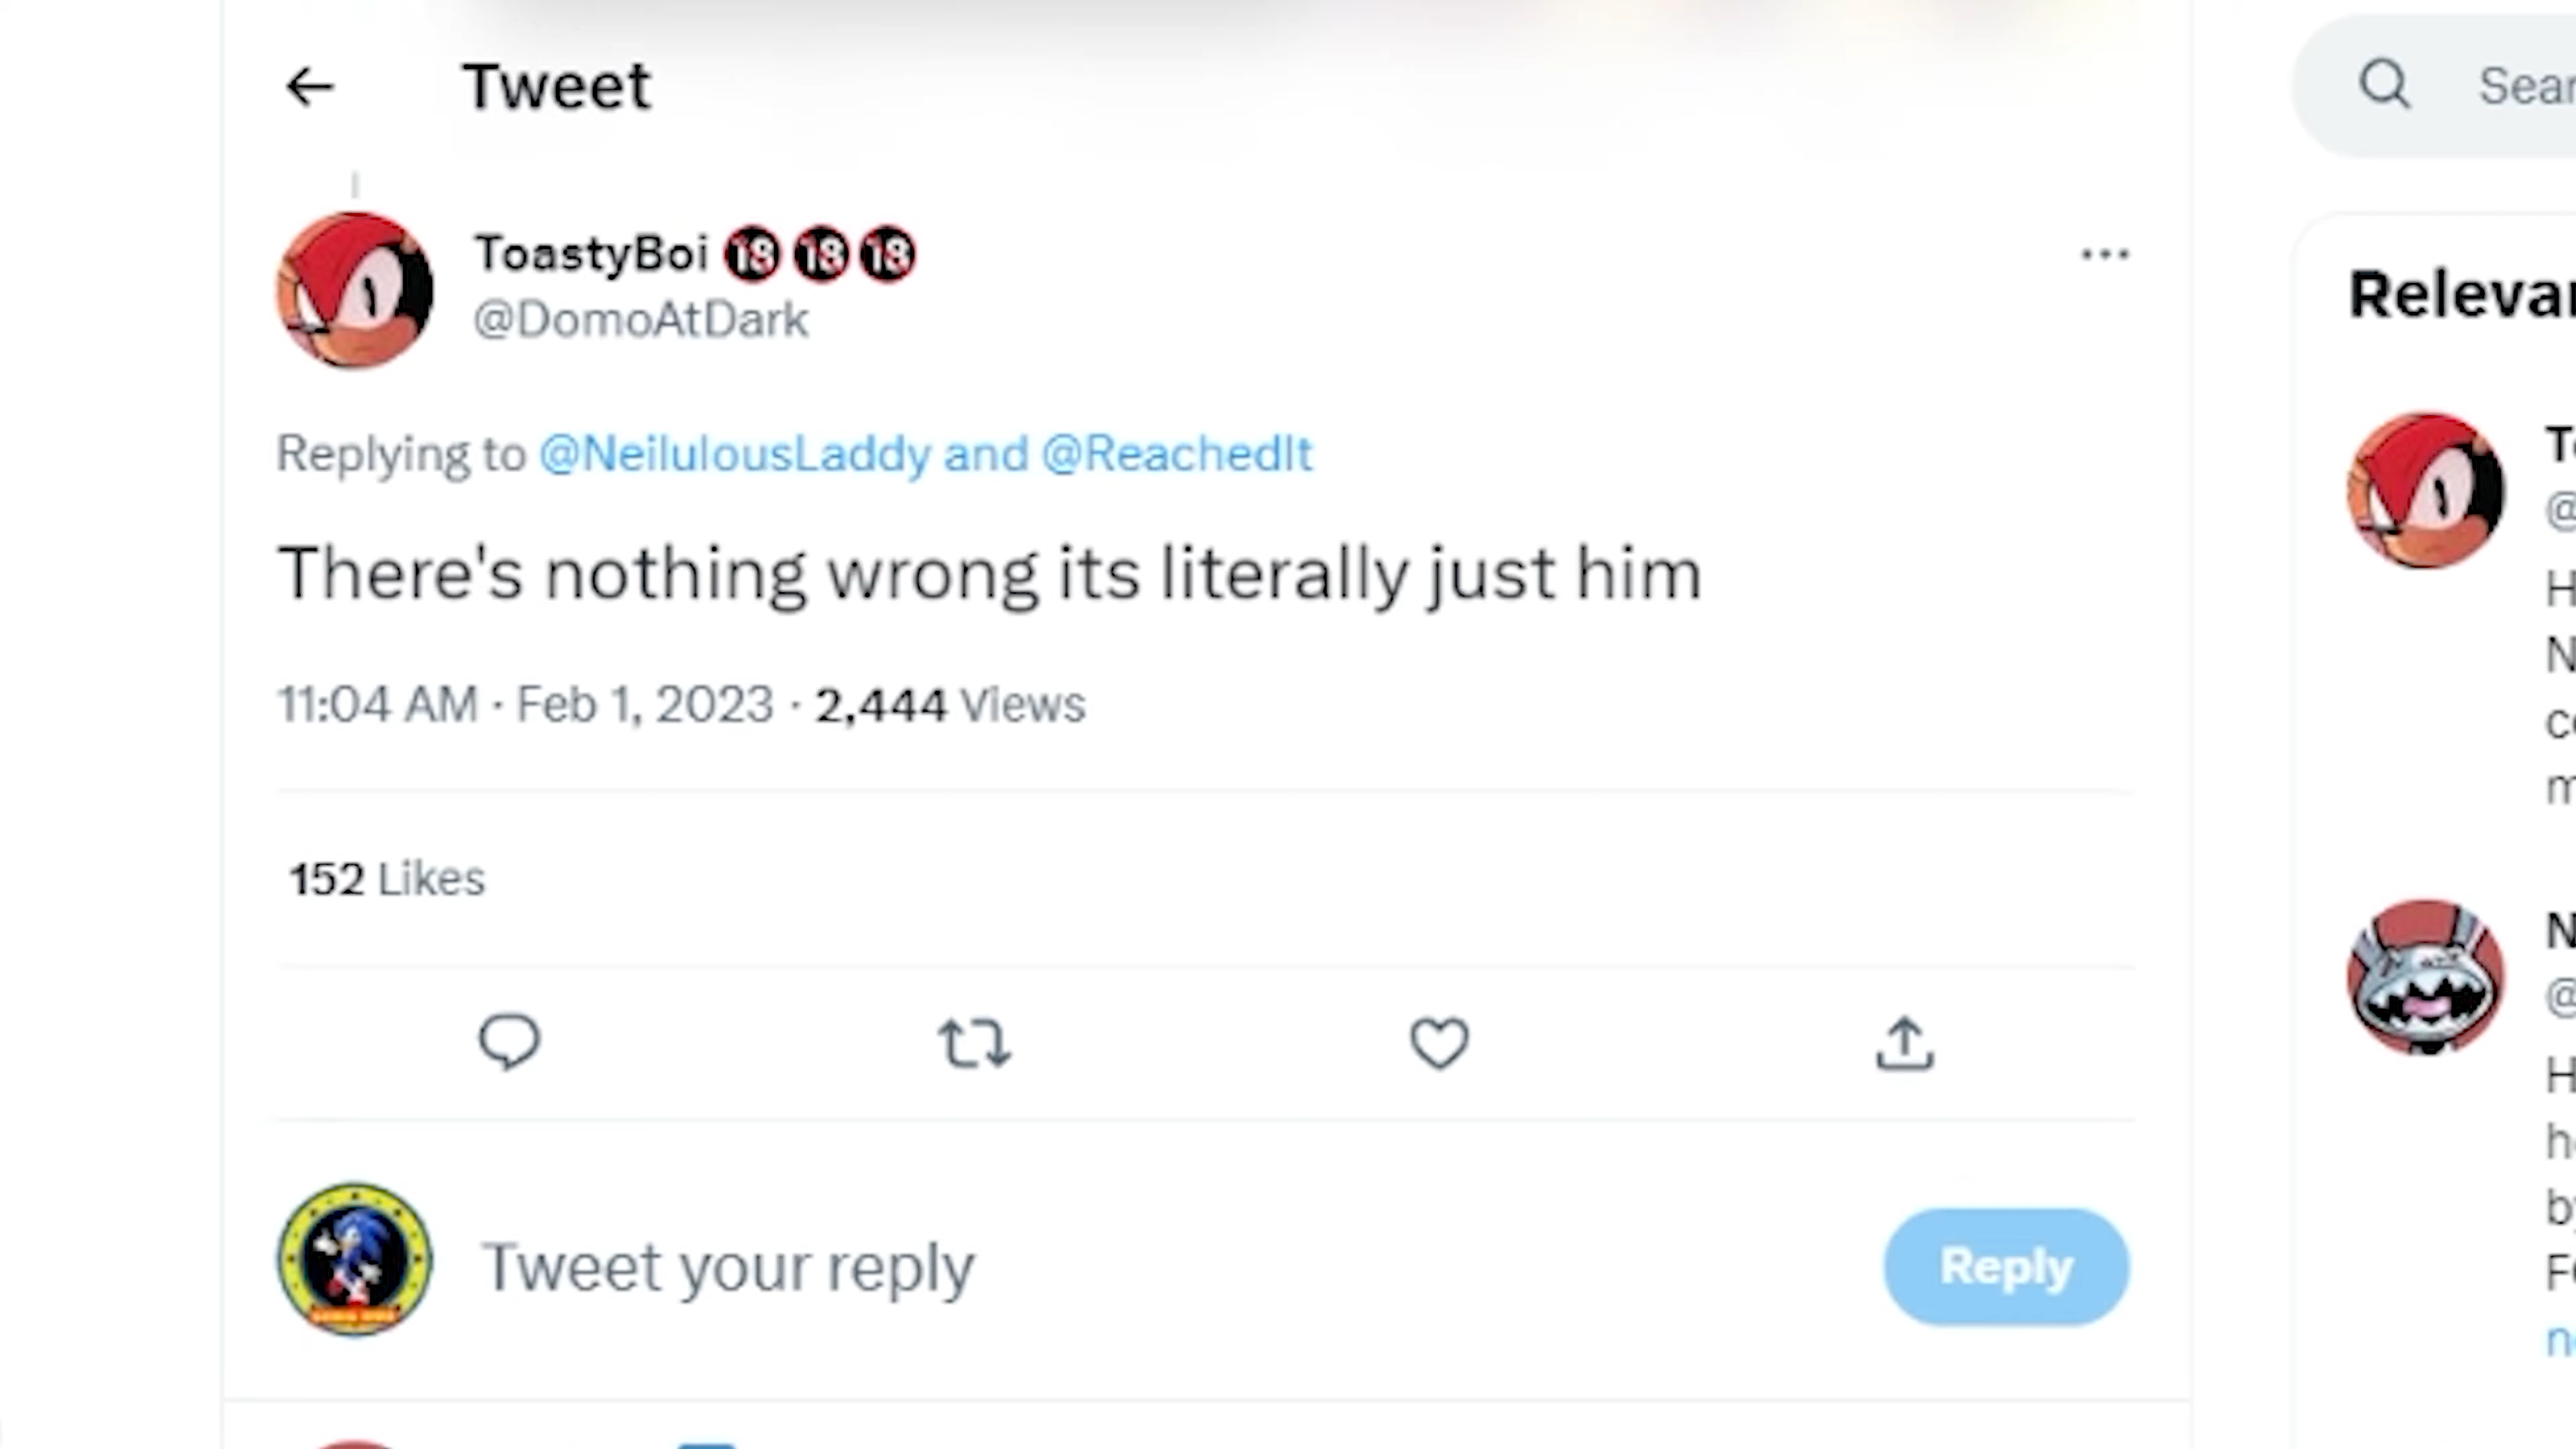 Tweet
Sear
ToastyBoi 🔞🔞🔞
@DomoAtDark
Replying to @NeilulousLaddy and @ReachedIt
There's nothing wrong its literally just him
11:04 AM · Feb 1, 2023 · 2,444 Views
152 Likes
Tweet your reply
Reply
Relevan
@
H
N
m
N
@
H